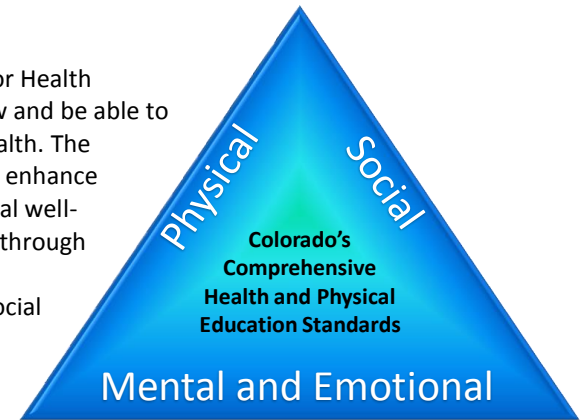 or Health
w and be able to
alth. The
enhance
al well-
through
ocial
Physical
Social
Colorado's
Comprehensive
Health and Physical
Education Standards
Mental and Emotional